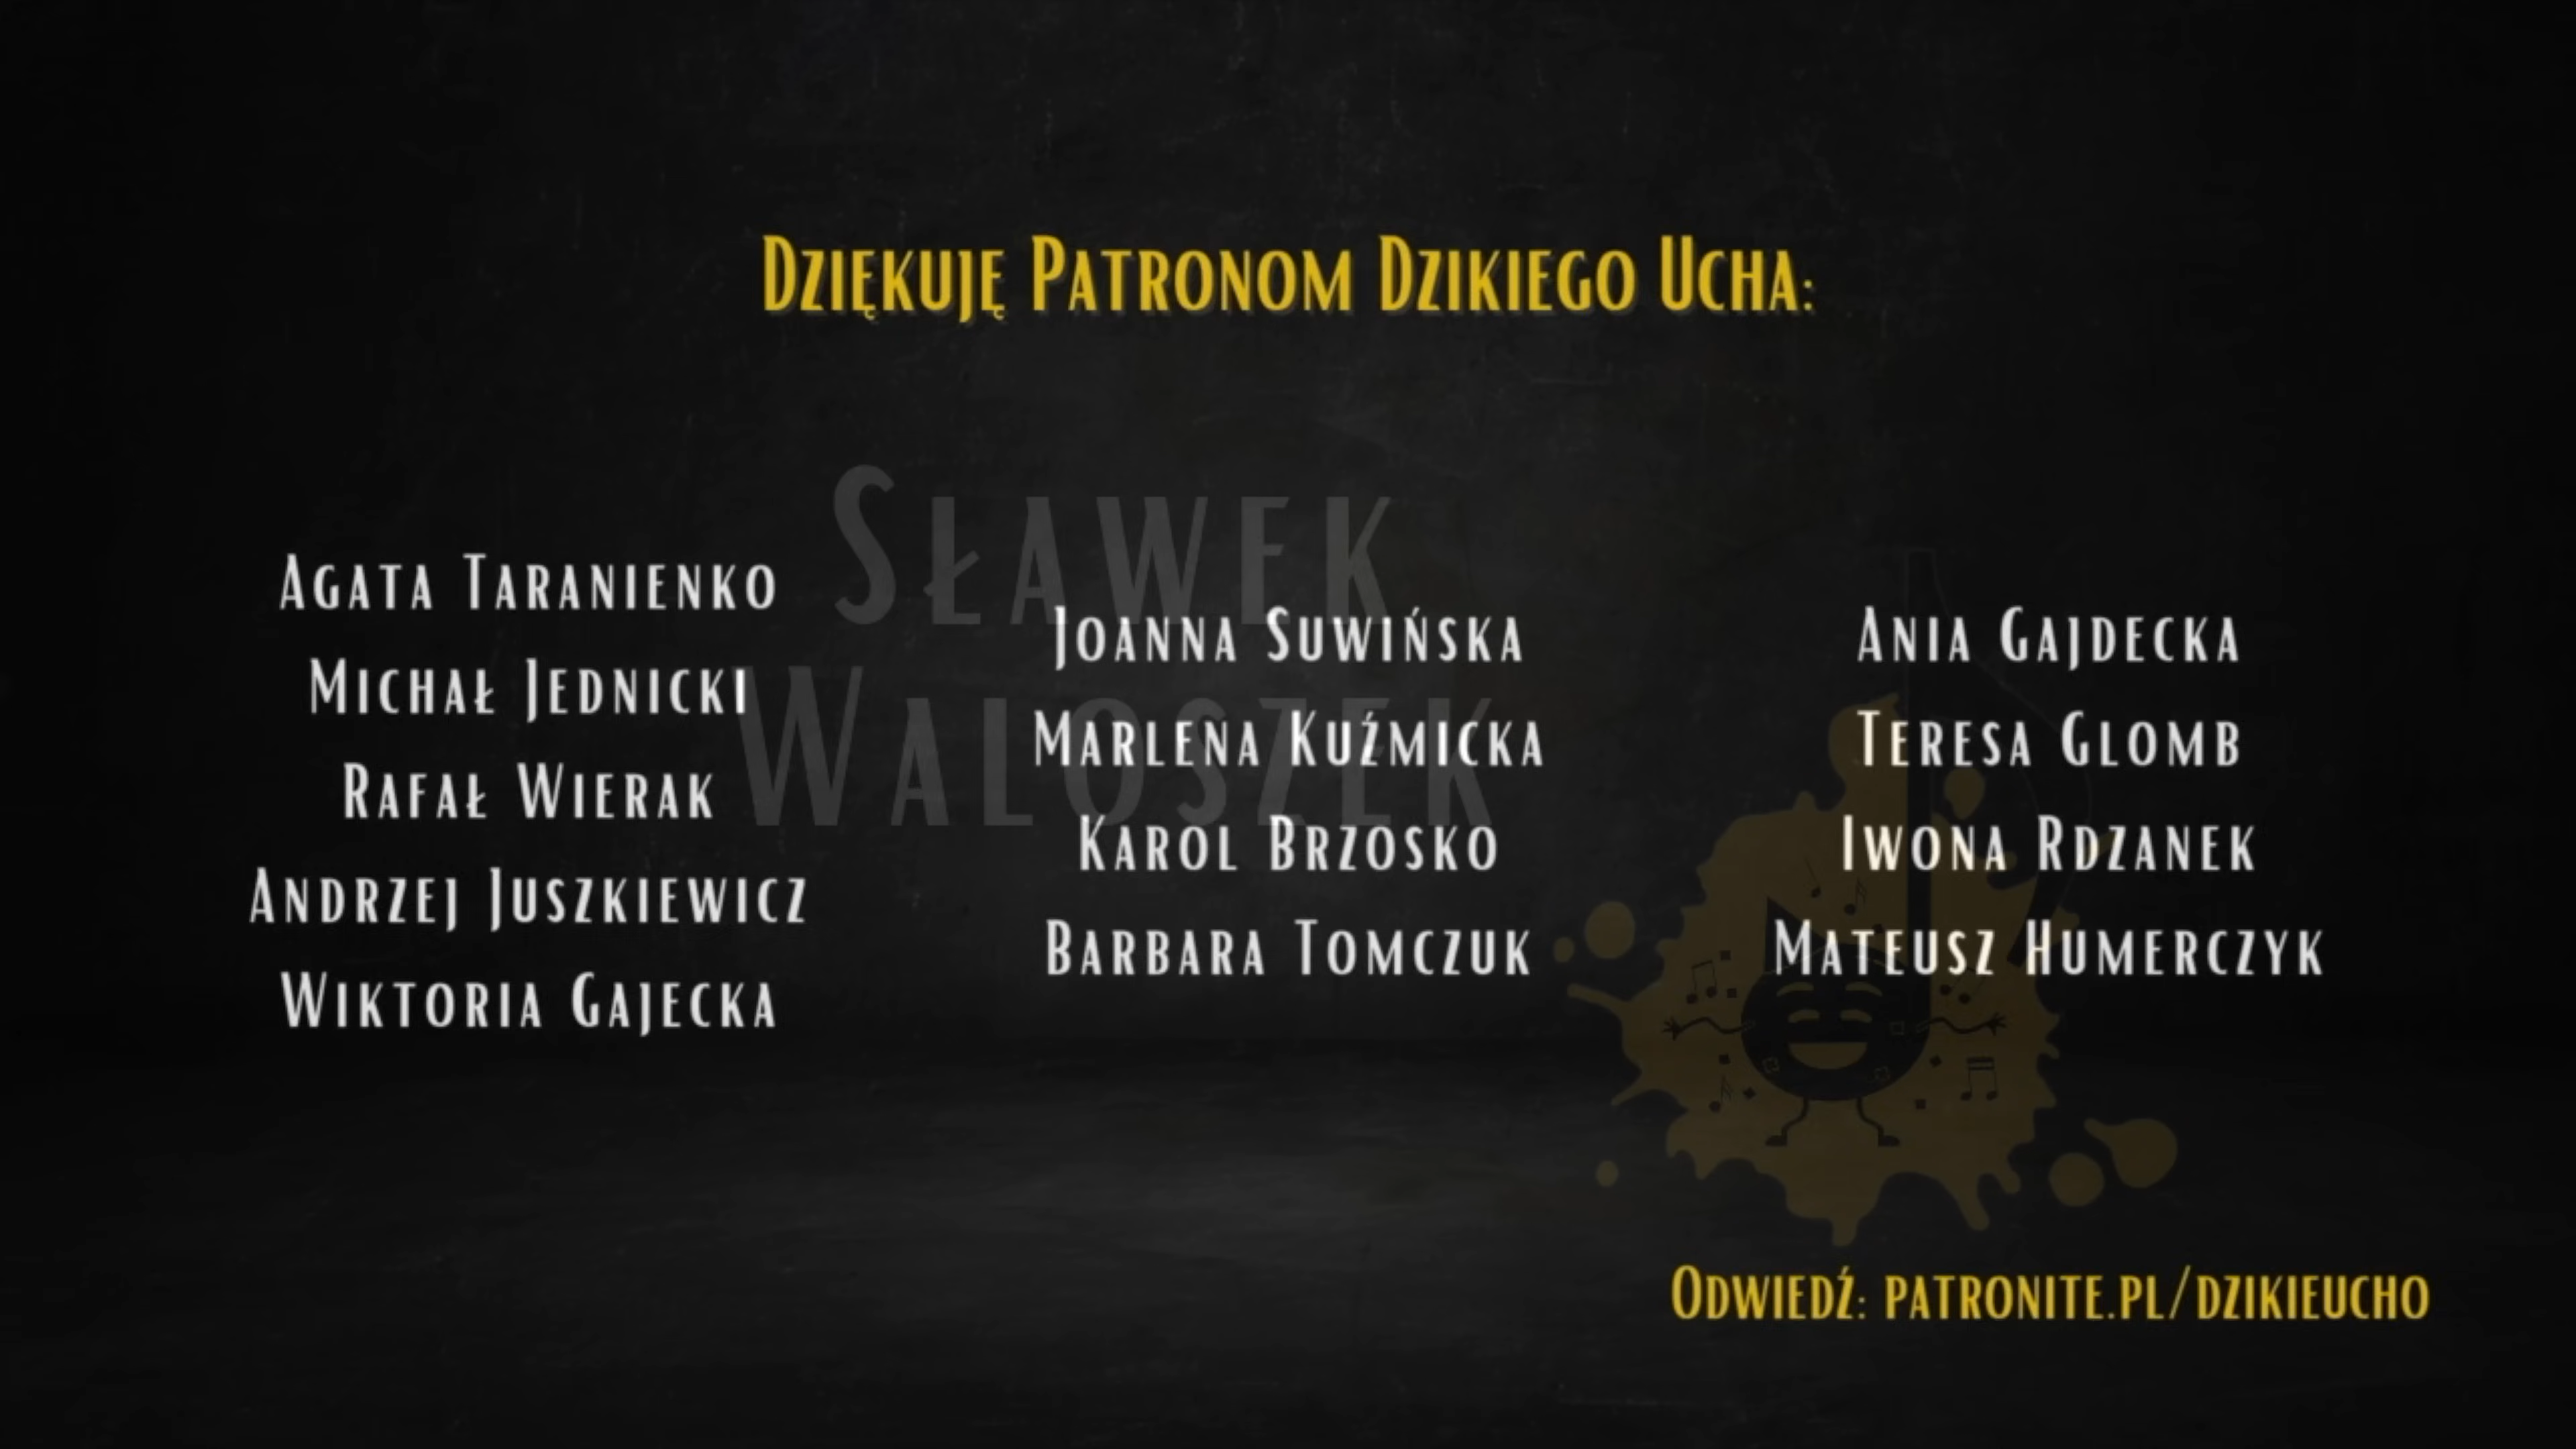 Dziękuję Patronom Dzikiego Ucha:
Sławek
Waloszek
Agata Taranienko
Michał Jednicki
Rafał Wierak
Andrzej Juszkiewicz
Wiktoria Gajecka
Joanna Suwińska
Marlena Kuźmicka
Karol Brzosko
Barbara Tomczuk
Ania Gajdecka
Teresa Glomb
Iwona Rdzanek
Mateusz Humerczyk
Odwiedź: patronite.pl/dzikieucho